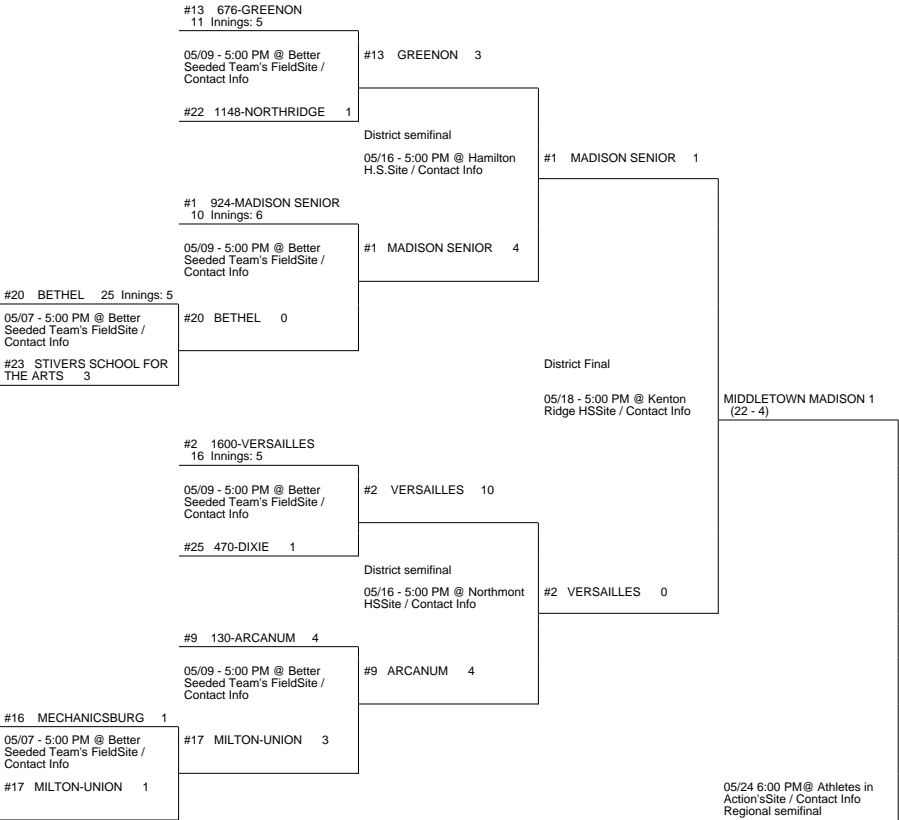 #13 676-GREENON
11 Innings: 5
05/09 - 5:00 PM @ Better
Seeded Team's FieldSite /
Contact Info
#13 GREENON 3
#22 1148-NORTHRIDGE 1
District semifinal
05/16 - 5:00 PM @ Hamilton
H.S.Site / Contact Info
#1 MADISON SENIOR 1
#1 924-MADISON SENIOR
10 Innings: 6
05/09 - 5:00 PM @ Better
Seeded Team's FieldSite /
Contact Info
#1 MADISON SENIOR 4
#20 BETHEL 25 Innings: 5
05/07 - 5:00 PM @ Better
Seeded Team's FieldSite /
Contact Info
#20 BETHEL 0
#23 STIVERS SCHOOL FOR
THE ARTS 3
District Final
05/18 - 5:00 PM @ Kenton
Ridge HSSite / Contact Info
MIDDLETOWN MADISON 1
(22 - 4)
#2 1600-VERSAILLES
16 Innings: 5
05/09 - 5:00 PM @ Better
Seeded Team's FieldSite /
Contact Info
#2 VERSAILLES 10
#25 470-DIXIE 1
District semifinal
05/16 - 5:00 PM @ Northmont
HSSite / Contact Info
#2 VERSAILLES 0
#9 130-ARCANUM 4
05/09 - 5:00 PM @ Better
Seeded Team's FieldSite /
Contact Info
#9 ARCANUM 4
#16 MECHANICSBURG 1
05/07 - 5:00 PM @ Better
Seeded Team's FieldSite /
Contact Info
#17 MILTON-UNION 3
#17 MILTON-UNION 1
05/24 6:00 PM@ Athletes in
Action'sSite / Contact Info
Regional semifinal